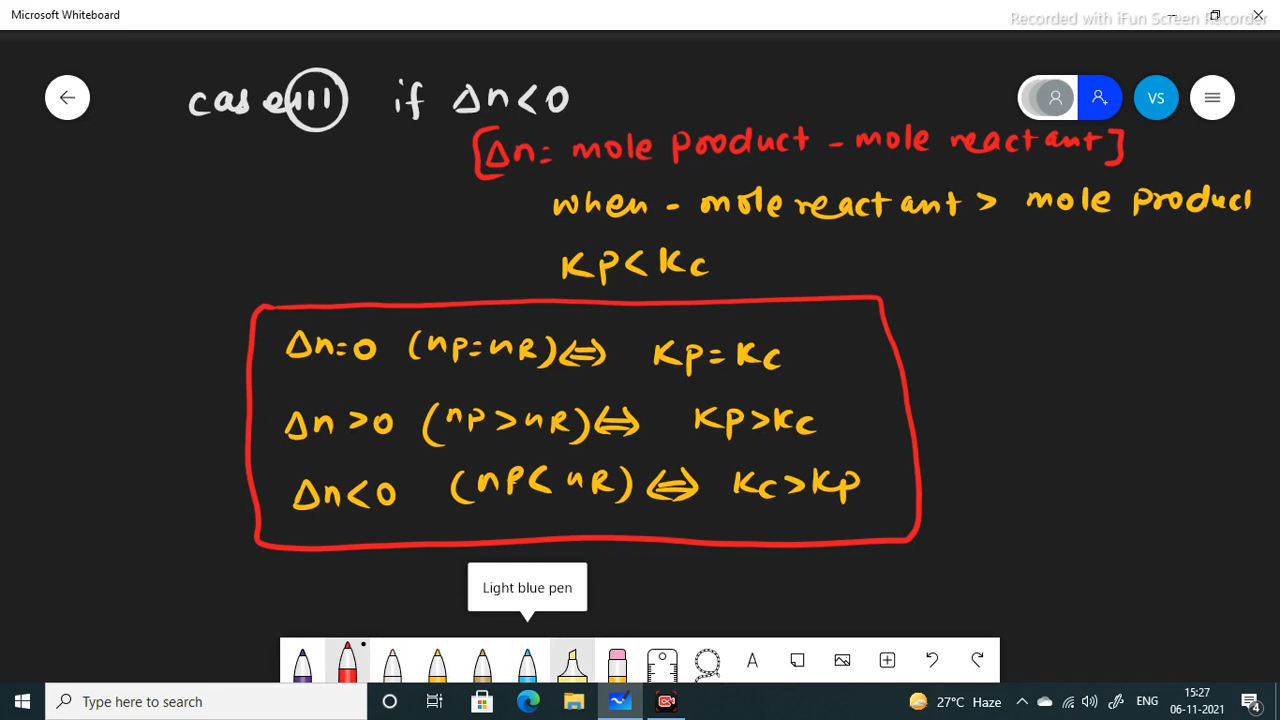 Microsoft Whiteboard
Recorded with iFun Screen Recorder
case III if Δn<0
VS
[Δn= mole product - mole reactant]
when - mole reactant > mole product
Kp<Kc
Δn=0 (nP=nR)⇔ Kp=Kc
Δn>0 (nP>nR)⇔ Kp>Kc
Δn<0 (nP<nR)⇔ Kc>Kp
Light blue pen
A
Type here to search
27°C Haze
ENG
15:27
06-11-2021
4